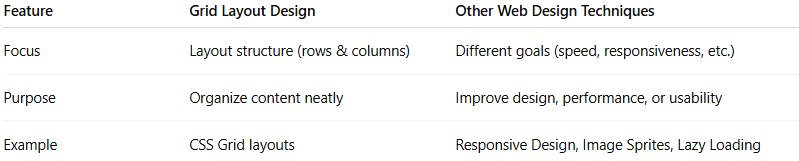 Feature Grid Layout Design Other Web Design Techniques
Focus Layout structure (rows & columns) Different goals (speed, responsiveness, etc.)
Purpose Organize content neatly Improve design, performance, or usability
Example CSS Grid layouts Responsive Design, Image Sprites, Lazy Loading